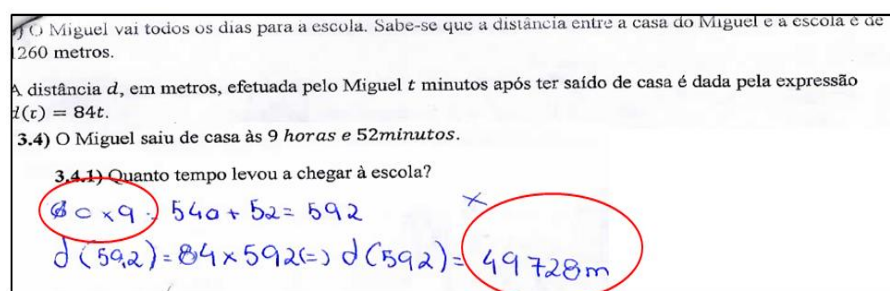 ) O Miguel vai todos os dias para a escola. Sabe-se que a distância entre a casa do Miguel e a escola é de
1260 metros.
A distância d, em metros, efetuada pelo Miguel t minutos após ter saído de casa é dada pela expressão
d(t) = 84t.
3.4) O Miguel saiu de casa às 9 horas e 52minutos.
3.4.1) Quanto tempo levou a chegar à escola?
60 × 9 = 540 + 52 = 592 ×
d(592) = 84 × 592 (=) d(592) = 49728m